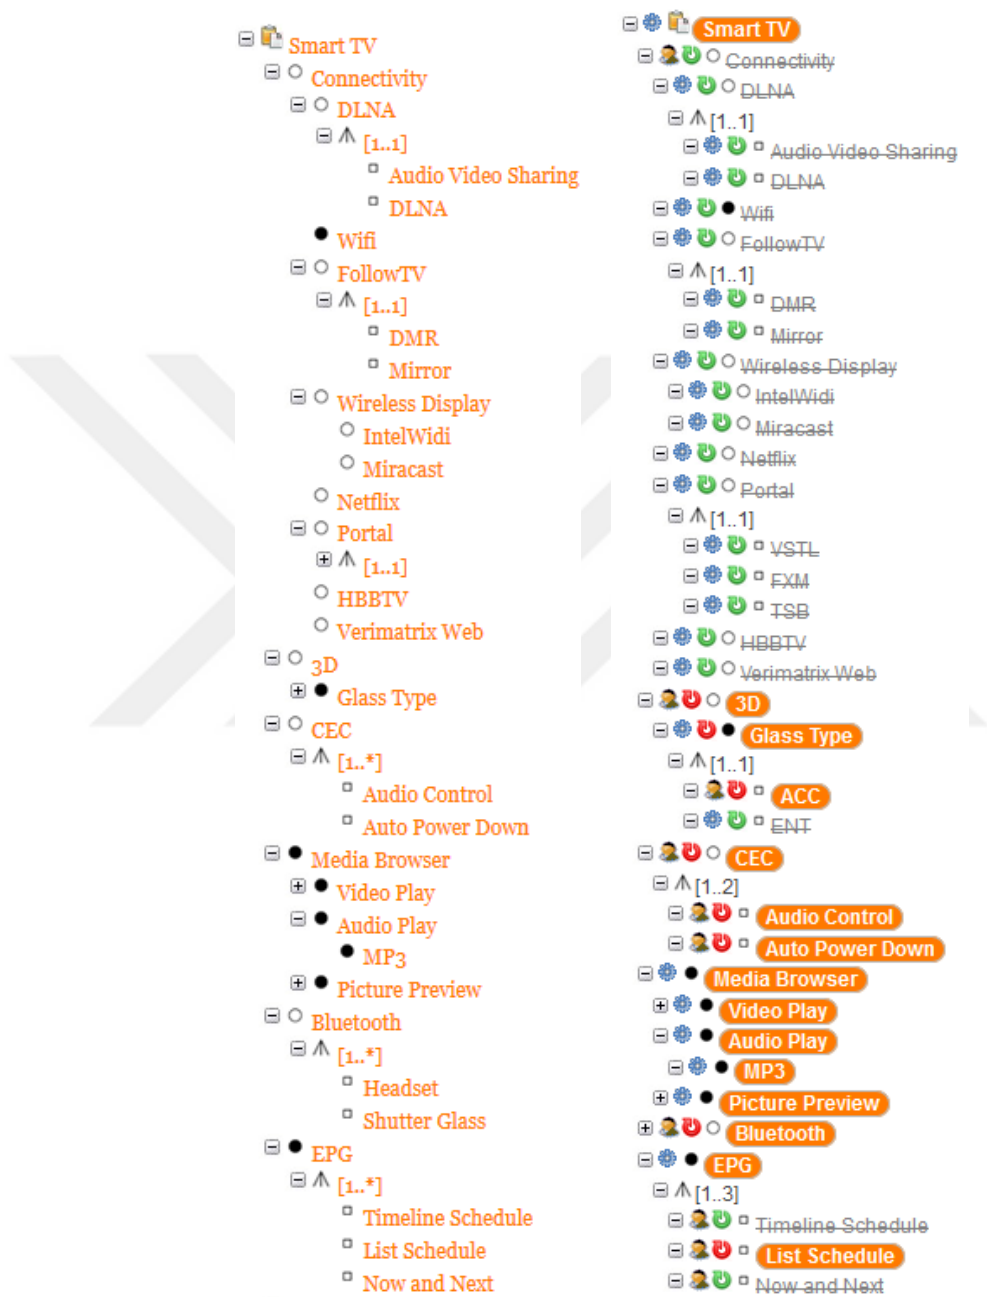 Smart TV
Connectivity
DLNA
[1..1]
Audio Video Sharing
DLNA
Wifi
FollowTV
[1..1]
DMR
Mirror
Wireless Display
IntelWidi
Miracast
Netflix
Portal
[1..1]
HBBTV
Verimatrix Web
3D
Glass Type
CEC
[1..*]
Audio Control
Auto Power Down
Media Browser
Video Play
Audio Play
MP3
Picture Preview
Bluetooth
[1..*]
Headset
Shutter Glass
EPG
[1..*]
Timeline Schedule
List Schedule
Now and Next
Smart TV
Connectivity
DLNA
[1..1]
Audio Video Sharing
DLNA
Wifi
FollowTV
[1..1]
DMR
Mirror
Wireless Display
IntelWidi
Miracast
Netflix
Portal
[1..1]
VSTL
FXM
TSB
HBBTV
Verimatrix Web
3D
Glass Type
[1..1]
ACC
ENT
CEC
[1..2]
Audio Control
Auto Power Down
Media Browser
Video Play
Audio Play
MP3
Picture Preview
Bluetooth
EPG
[1..3]
Timeline Schedule
List Schedule
Now and Next